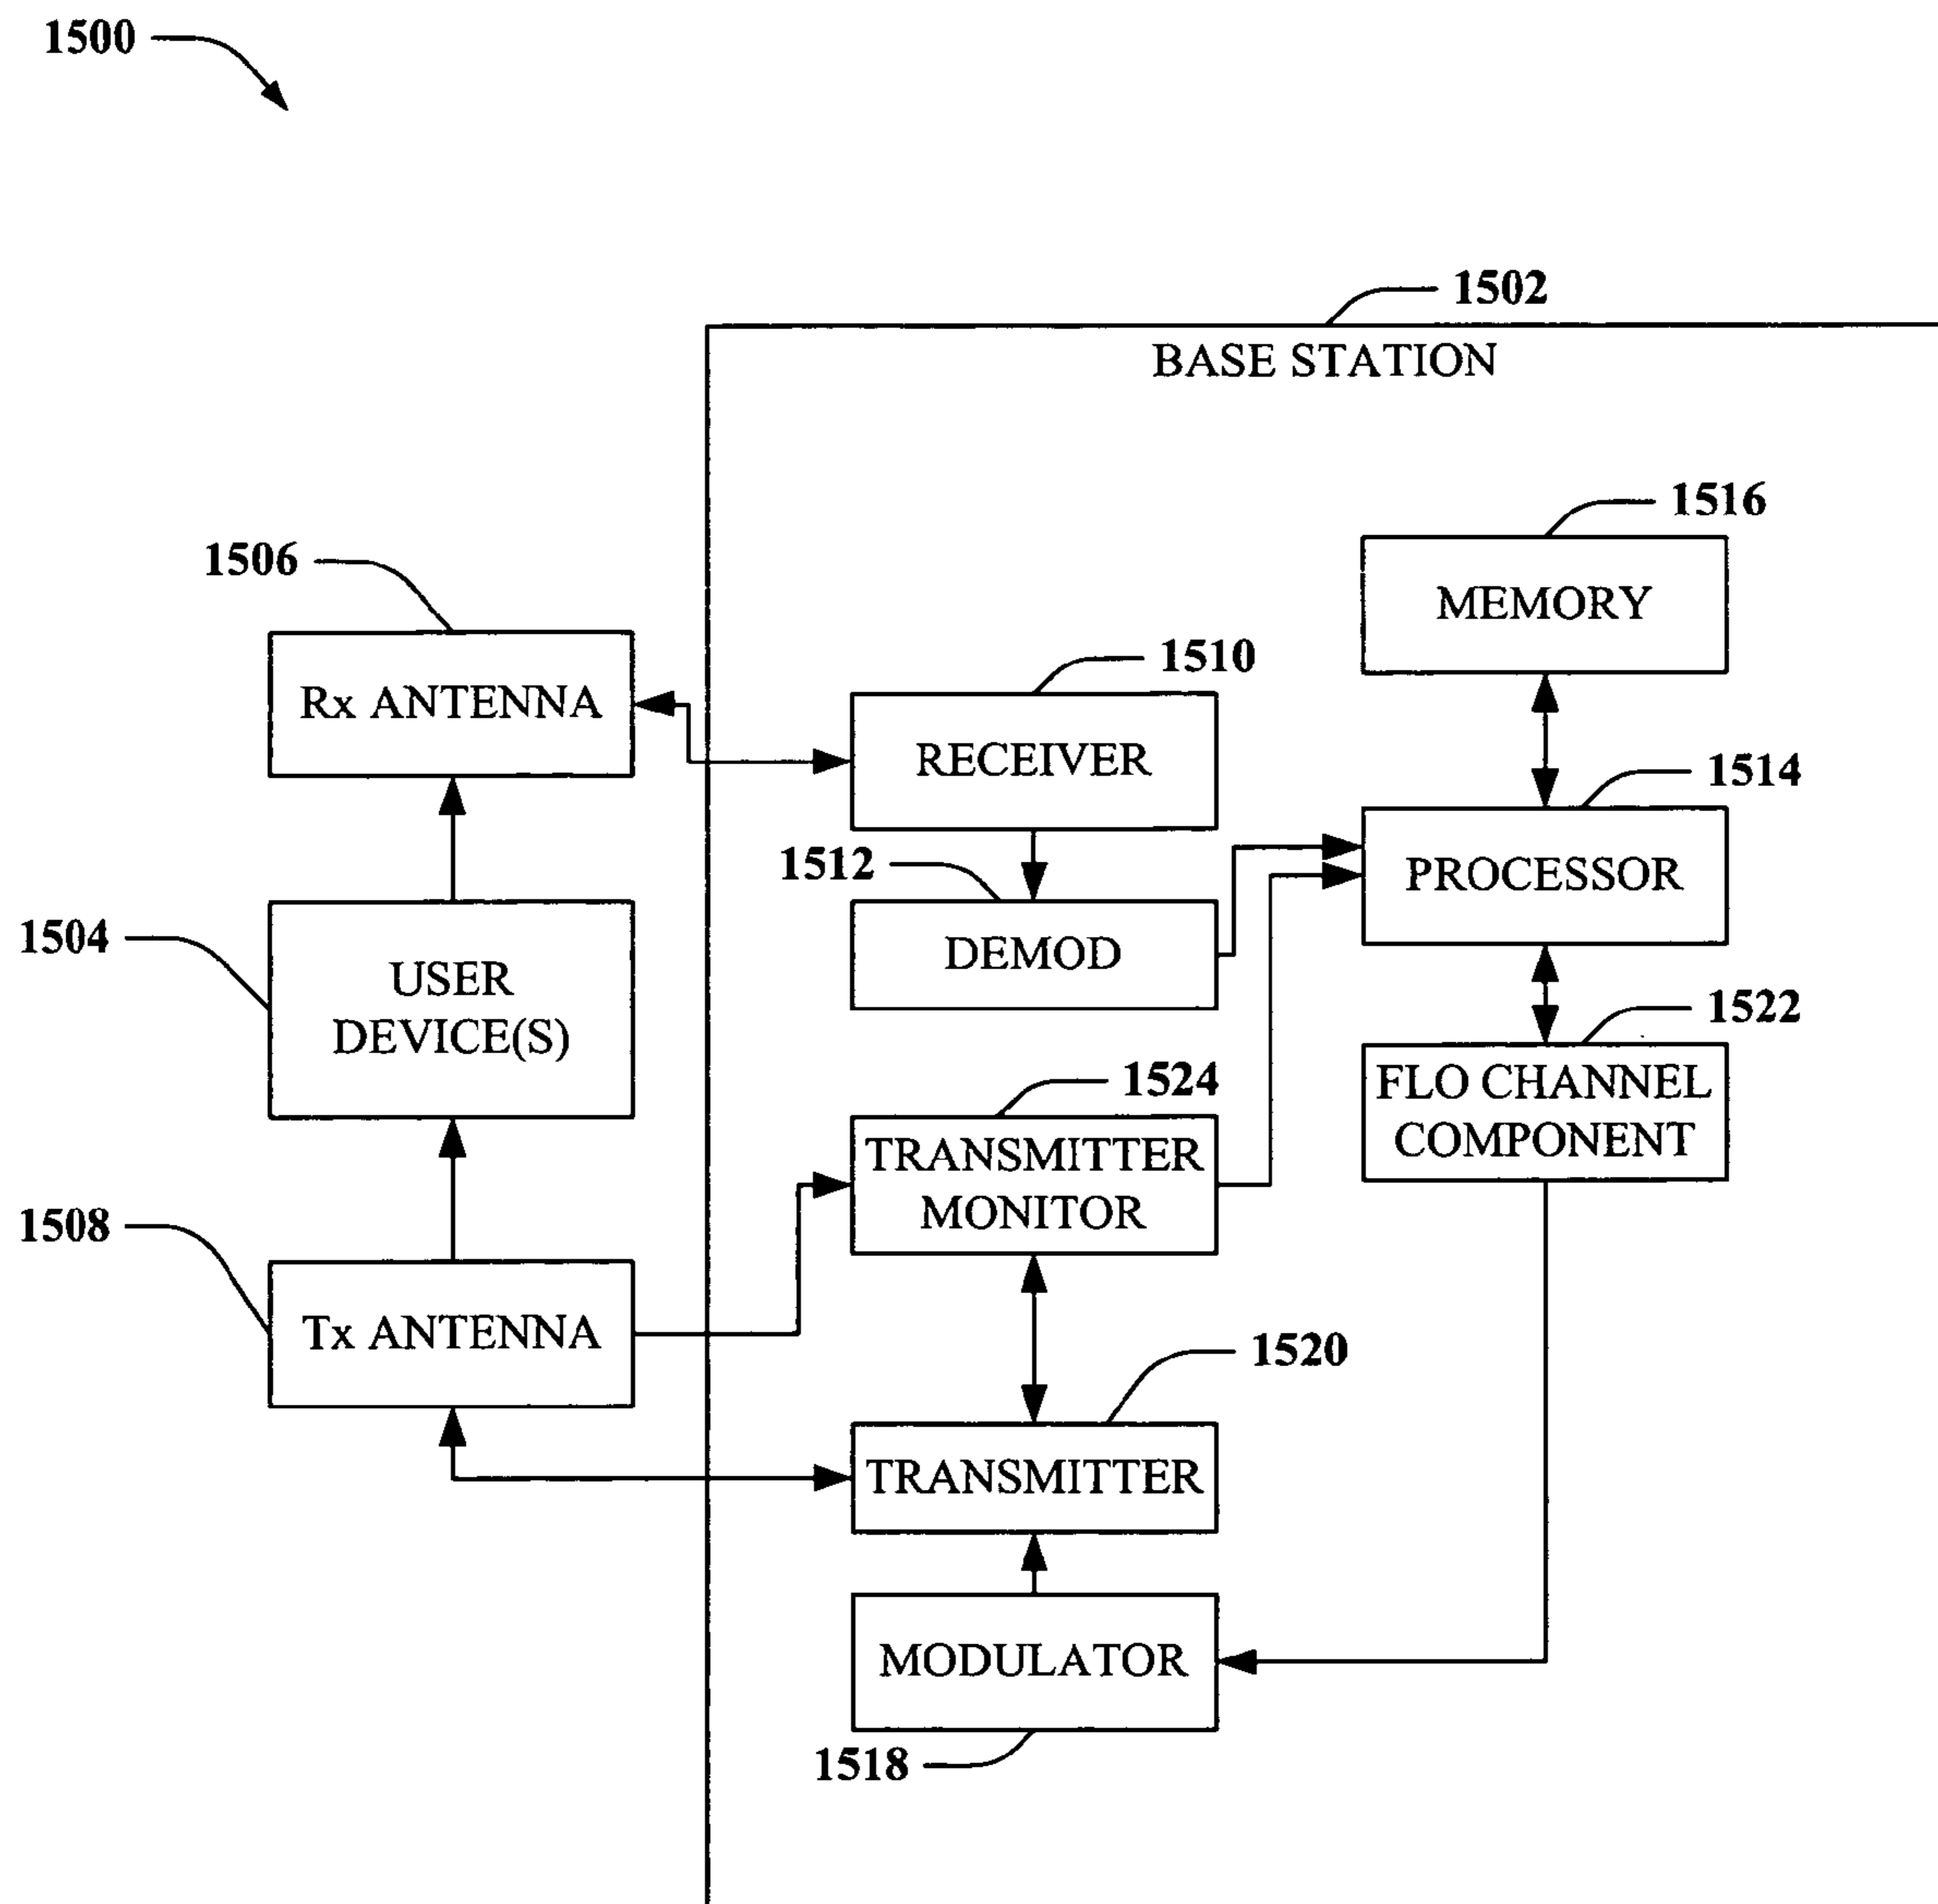 1500
1502
BASE STATION
1516
MEMORY
1506
Rx ANTENNA
1510
RECEIVER
1514
PROCESSOR
1512
DEMOD
1504
USER
DEVICE(S)
1522
FLO CHANNEL
COMPONENT
1524
TRANSMITTER
MONITOR
1508
Tx ANTENNA
1520
TRANSMITTER
MODULATOR
1518